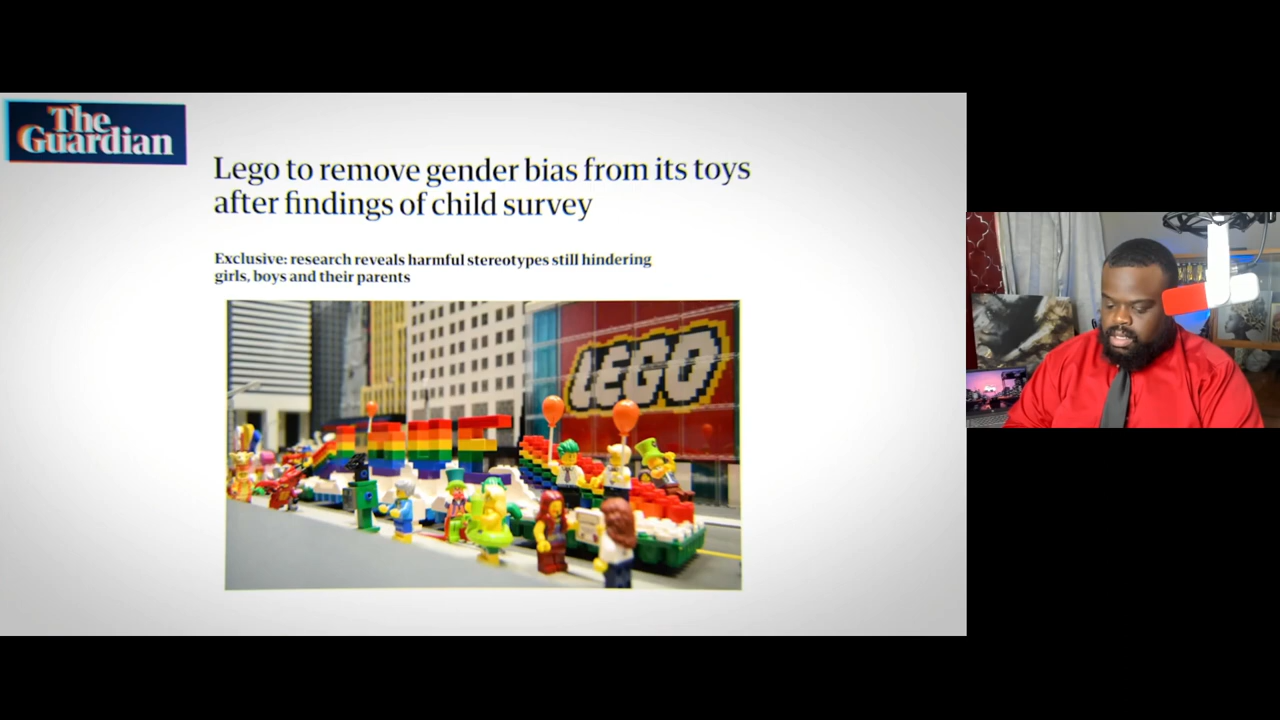 The
Guardian
Lego to remove gender bias from its toys
after findings of child survey
Exclusive: research reveals harmful stereotypes still hindering
girls, boys and their parents
LEGO